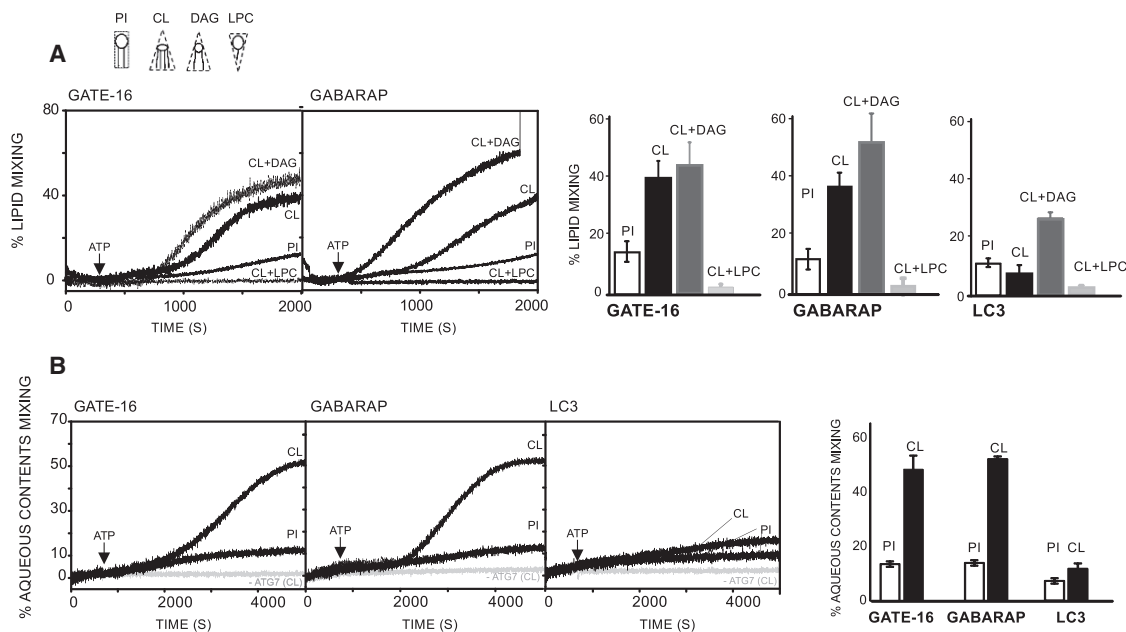 PI CL DAG LPC
A
GATE-16 GABARAP
% LIPID MIXING
80
40
0
ATP
CL+DAG
CL
PI
CL+LPC
ATP
CL+DAG
CL
PI
CL+LPC
0 1000 2000 1000 2000
TIME (S) TIME (S)
% LIPID MIXING
60
40
20
0
PI
CL
CL+DAG
CL+LPC
GATE-16
60
40
20
0
PI
CL
CL+DAG
CL+LPC
GABARAP
60
40
20
0
PI
CL
CL+DAG
CL+LPC
LC3
B
GATE-16 GABARAP LC3
% AQUEOUS CONTENTS MIXING
70
50
30
10
0
ATP
CL
PI
- ATG7 (CL)
ATP
CL
PI
- ATG7 (CL)
ATP
CL
PI
- ATG7 (CL)
0 2000 4000 0 2000 4000 0 2000 4000
TIME (S) TIME (S) TIME (S)
% AQUEOUS CONTENTS MIXING
60
40
20
0
PI CL PI CL PI CL
GATE-16 GABARAP LC3